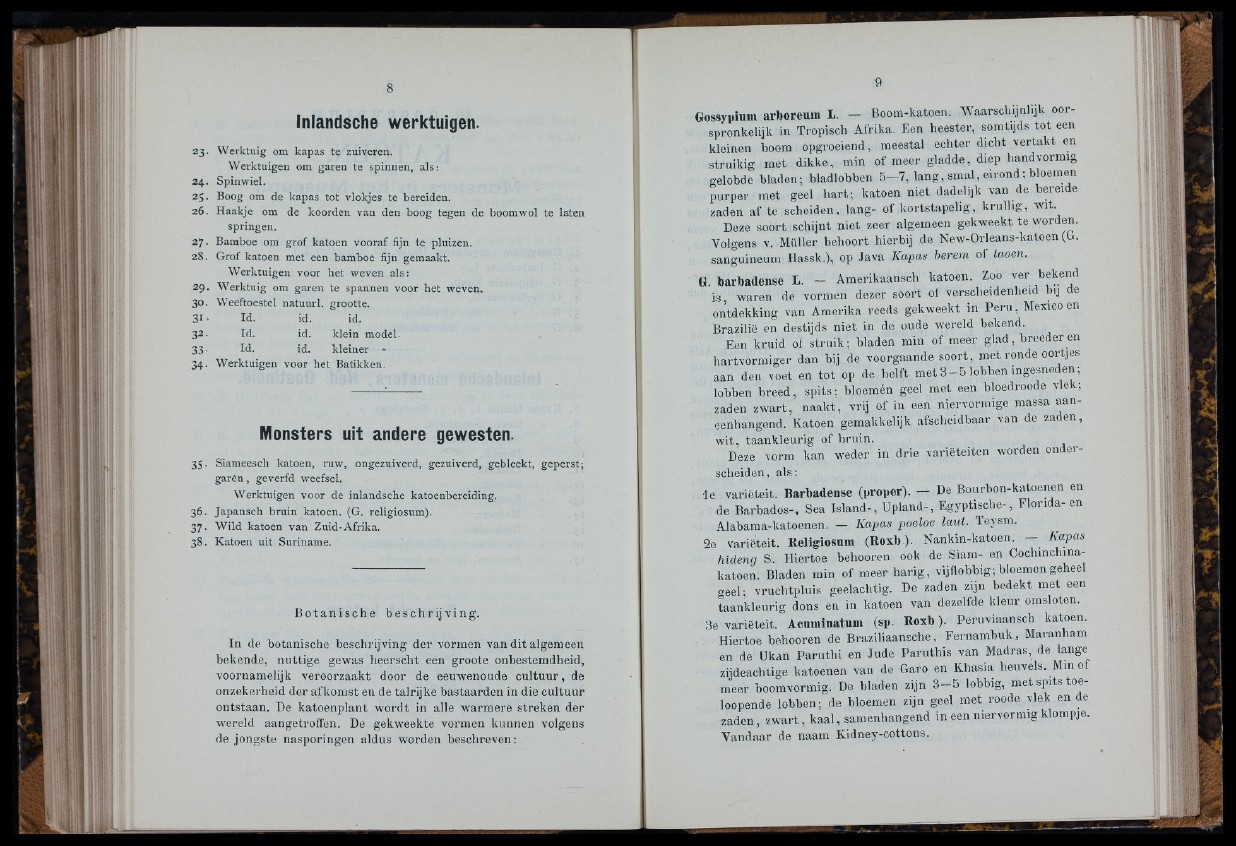 8
Inlandsche werktuigen.
23. Werktuig om kapas te zuiveren.
Werktuigen om garen te spinnen, als:
24. Spinwiel.
25. Boog om de kapas tot vlokjes te bereiden.
26. Haakje om de koorden van den boog tegen de boomwol te laten
springen.
27. Bamboe om grof katoen vooraf fijn te pluizen.
28. Grof katoen met een bamboe fijn gemaakt.
Werktuigen voor het weven als:
29. Werktuig om garen te spannen voor het weven.
30. Weeftoestel natuurl. grootte.
31. Id. id. id.
32. Id. id. klein model.
33. Id. id. kleiner "
34. Werktuigen voor het Batikken.
Monsters uit andere gewesten.
35. Siameesch katoen, ruw, ongezuiverd, gezuiverd, gebleekt, geperst;
garen, geverfd weefsel.
Werktuigen voor de inlandsche katoenbereiding.
36. Japansch bruin katoen. (G. religiosum).
37. Wild katoen van Zuid-Afrika.
38. Katoen uit Suriname.
Botanische beschrijving.
In de botanische beschrijving der vormen van dit algemeen
bekende, nuttige gewas heerscht een groote onbestemdheid,
voornamelijk veroorzaakt door de eeuwenoude cultuur, de
onzekerheid der afkomst en de talrijke bastaarden in die cultuur
ontstaan. De katoenplant wordt in alle warmere streken der
wereld aangetroffen. De gekweekte vormen kunnen volgens
de jongste nasporingen aldus worden beschreven:
9
Gossypium arboreum L. — Boom-katoen. Waarschijnlijk oor-
spronkelijk in Tropisch Afrika. Een heester, somtijds tot een
kleinen boom opgroeiend, meestal echter dicht vertakt en
struikig met dikke, min of meer gladde, diep handvormig
gelobde bladen; bladlobben 5—7, lang, smal, eirond: bloemen
purper met geel hart; katoen niet dadelijk van de bereide
zaden af te scheiden, lang- of kortstapelig, krullig, wit.
Deze soort schijnt niet zeer algemeen gekweekt te worden.
Volgens v. Müller behoort hierbij de New-Orleans-katoen (G.
sanguineum Hassk.), op Java Kapas berem of taoen.
G. barbadense L. — Amerikaansch katoen. Zoo ver bekend
is, waren de vormen dezer soort of verscheidenheid bij de
ontdekking van Amerika reeds gekweekt in Peru, Mexico en
Brazilië en destijds niet in de oude wereld bekend.
Een kruid of struik; bladen min of meer glad, breeder en
hartvormiger dan bij de voorgaande soort, met ronde oortjes
aan den voet en tot op de helft met 3—5 lobben ingesneden;
lobben breed, spits; bloemén geel met een bloedroode vlek;
zaden zwart, naakt, vrij of in een niervormige massa aan-
eenhangend. Katoen gemakkelijk afscheidbaar van de zaden,
wit, taankleurig of bruin.
Deze vorm kan weder in drie variëteiten worden onder-
scheiden, als:
1e variëteit. Barbadense (proper). — De Bourbon-katoenen en
de Barbados-, Sea Island-, Upland-, Egyptische-, Florida- en
Alabama-katoenen. — Kapas poeloe laut. Teysm.
2e variëteit. Religiosum (Roxb). Nankin-katoen. — Kapas
hideng S. Hiertoe behooren ook de Siam- en Cochinchina-
katoen. Bladen min of meer harig, vijflobbig; bloemen geheel
geel; vruchtpluis geelachtig. De zaden zijn bedekt met een
taankleurig dons en in katoen van dezelfde kleur omsloten.
3e variëteit. Acuminatum (sp. Roxb). Peruviaansch katoen.
Hiertoe behooren de Braziliaansche, Fernambuk, Maranham
en de Ukan Paruthi en Jude Paruthis van Madras, de lange
zijdeachtige katoenen van de Garo en Khasia heuvels. Min of
meer boomvormig. De bladen zijn 3—5 lobbig, met spits toe-
loopende lobben; de bloemen zijn geel met roode vlek en de
zaden, zwart, kaal, samenhangend in een niervormig klompje.
Vandaar de naam Kidney-cottons.